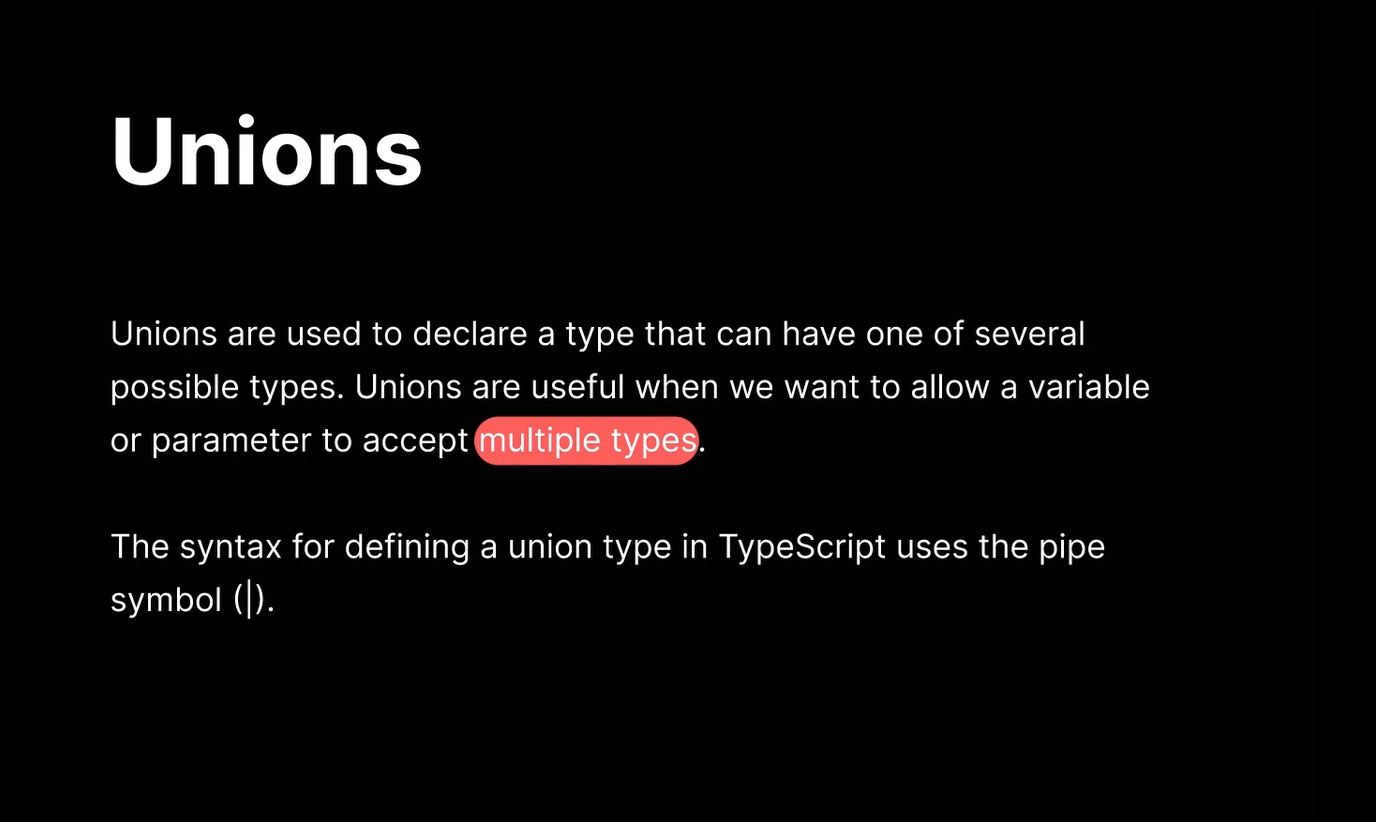 Unions
Unions are used to declare a type that can have one of several
possible types. Unions are useful when we want to allow a variable
or parameter to accept multiple types.
The syntax for defining a union type in TypeScript uses the pipe
symbol (|).